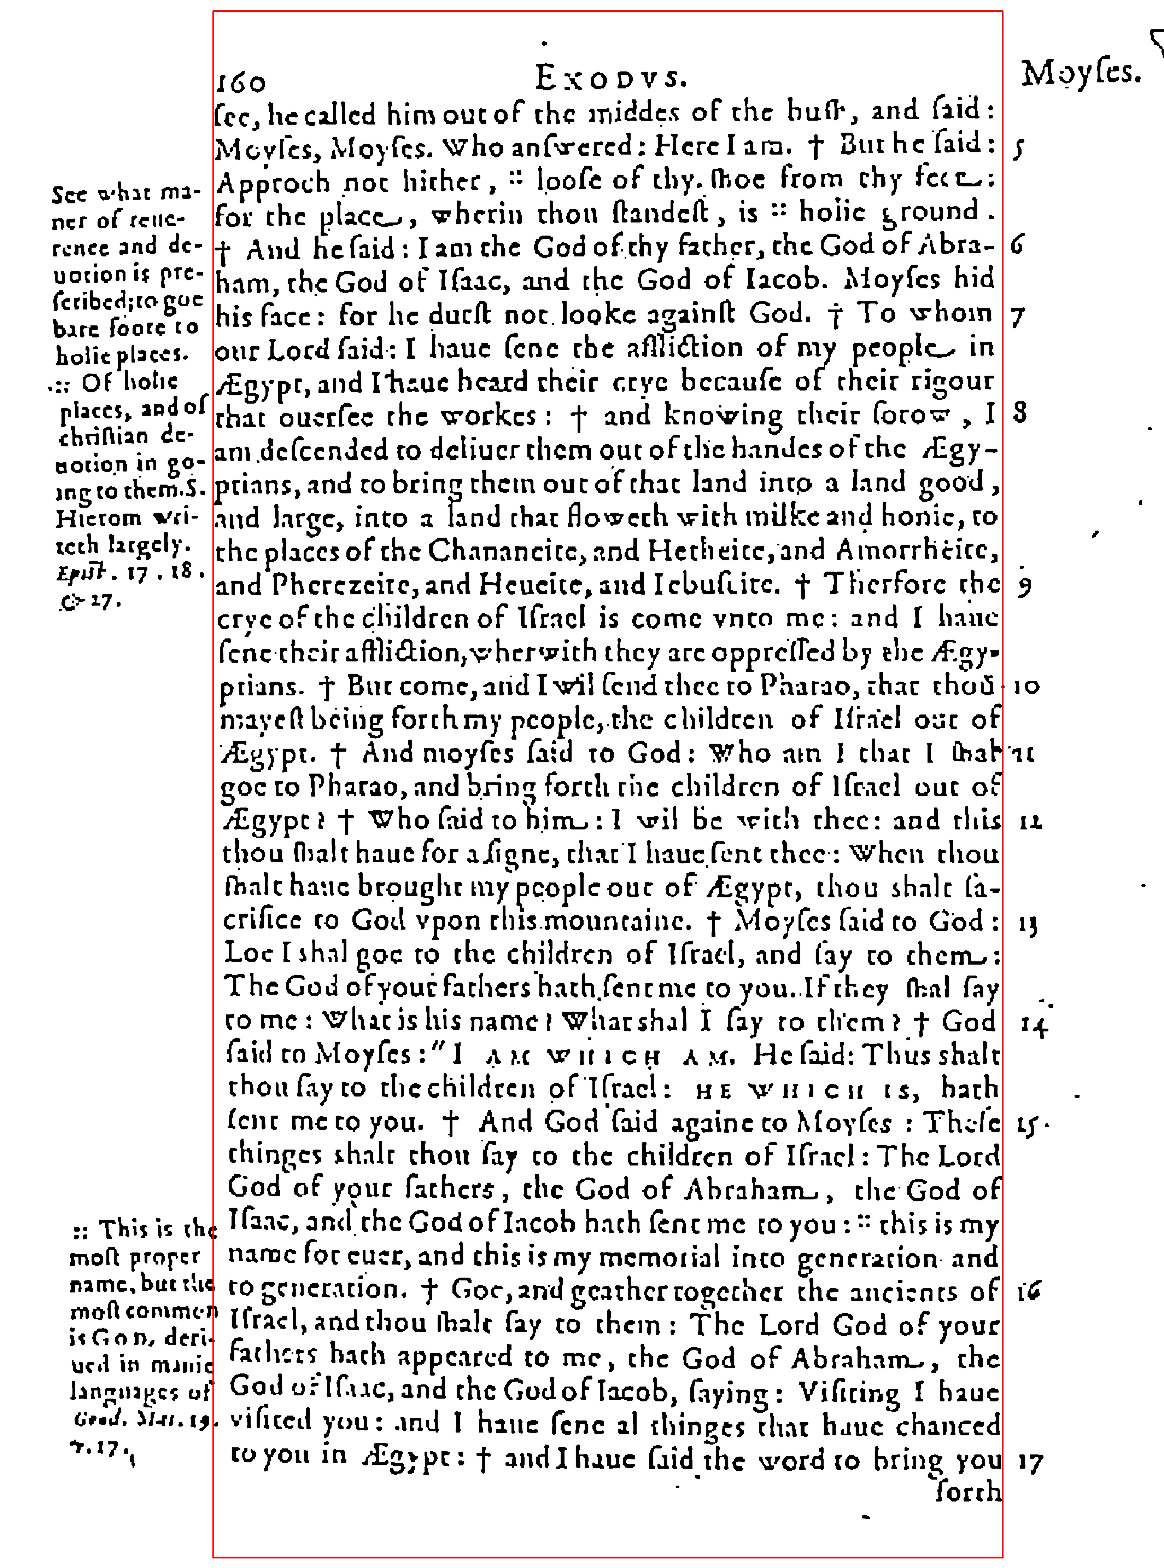 160 EXODVS. Moyſes.
ſee, he called him out of the middes of the buſh, and ſaid:
Moyſes, Moyſes. Who anſwered: Here I am. † But he ſaid: 5
Approch not hither, :: looſe of thy ſhoe from thy feete:
for the place, wherin thou ſtandeſt, is :: holie ground.
† And he ſaid: I am the God of thy father, the God of Abra- 6
ham, the God of Iſaac, and the God of Iacob. Moyſes hid
his face: for he durſt not looke againſt God. † To whom 7
our Lord ſaid: I haue ſene the affliction of my people in
Ægypt, and I haue heard their crye becauſe of their rigour
that ouerſee the workes: † and knowing their ſorow, I 8
am deſcended to deliuer them out of the handes of the Ægy-
ptians, and to bring them out of that land into a land good,
and large, into a land that floweth with milke and honie, to
the places of the Chananeite, and Hetheite, and Amorrheite,
and Pherezeite, and Heueite, and Iebuſeite. † Therfore the 9
crye of the children of Iſrael is come vnto me: and I haue
ſene their affliction, wherwith they are oppreſſed by the Ægy-
ptians. † But come, and I wil ſend thee to Pharao, that thou 10
mayeſt being forth my people, the children of Iſrael out of
Ægypt. † And moyſes ſaid to God: Who am I that I ſhal 11
goe to Pharao, and bring forth the children of Iſrael out of
Ægypt? † Who ſaid to him: I wil be with thee: and this 12
thou ſhalt haue for a ſigne, that I haue ſent thee: When thou
ſhalt haue brought my people out of Ægypt, thou shalt ſa-
crifice to God vpon this mountaine. † Moyſes ſaid to God: 13
Loe I shal goe to the children of Iſrael, and ſay to them:
The God of your fathers hath ſent me to you. If they ſhal ſay
to me: What is his name? What shal I ſay to them? † God 14
ſaid to Moyſes: " I AM WHICH AM. He ſaid: Thus shalt
thou ſay to the children of Iſrael: HE WHICH IS, hath
ſent me to you. † And God ſaid againe to Moyſes: Theſe 15
thinges shalt thou ſay to the children of Iſrael: The Lord
God of your fathers, the God of Abraham, the God of
Iſaac, and the God of Iacob hath ſent me to you: :: this is my
name for euer, and this is my memorial into generation and
to generation. † Goe, and geather together the ancients of 16
Iſrael, and thou ſhalt ſay to them: The Lord God of your
fathers hath appeared to me, the God of Abraham, the
God of Iſaac, and the God of Iacob, ſaying: Viſiting I haue
viſited you: and I haue ſene al thinges that haue chanced
to you in Ægypt: † and I haue ſaid the word to bring you 17
forth
See what ma-
ner of reue-
rence and de-
uotion is pre-
ſcribed; to goe
bare foote to
holie places.
:: Of holie
places, and of
chriſtian de-
uotion in go-
ing to them. S.
Hierom wri-
teth largely.
Epiſt. 17. 18.
& 27.
:: This is the
moſt proper
name, but the
moſt commen
is GOD, deri-
ued in manie
languages of
17.